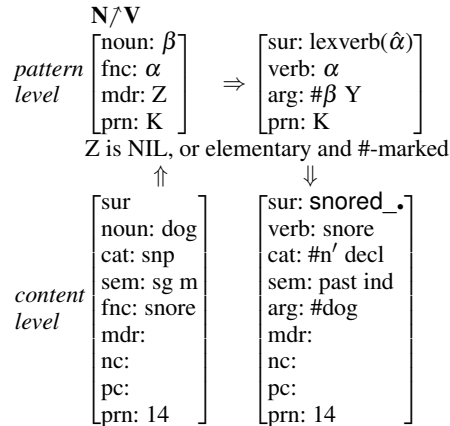 N↗V
pattern level [noun: β fnc: α mdr: Z prn: K] ⇒ [sur: lexverb(α̂) verb: α arg: #β Y prn: K]
Z is NIL, or elementary and #-marked
⇑ ⇓
content level [sur noun: dog cat: snp sem: sg m fnc: snore mdr: nc: pc: prn: 14] [sur: snored_• verb: snore cat: #n′ decl sem: past ind arg: #dog mdr: nc: pc: prn: 14]